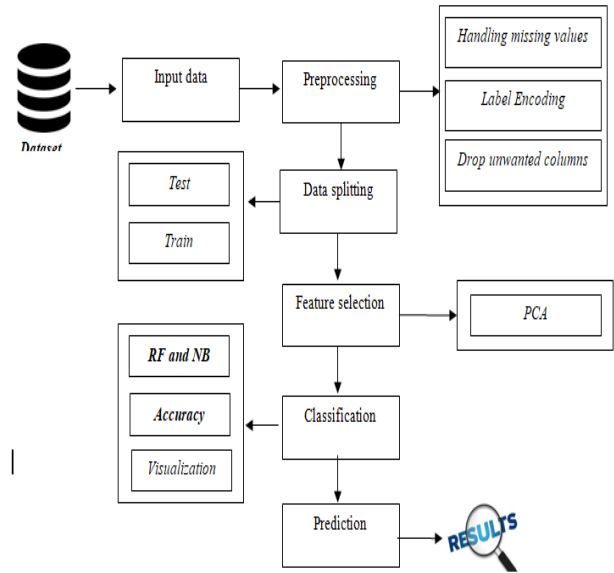 Dataset
Input data
Preprocessing
Handling missing values
Label Encoding
Drop unwanted columns
Data splitting
Test
Train
Feature selection
PCA
Classification
RF and NB
Accuracy
Visualization
Prediction
RESULTS